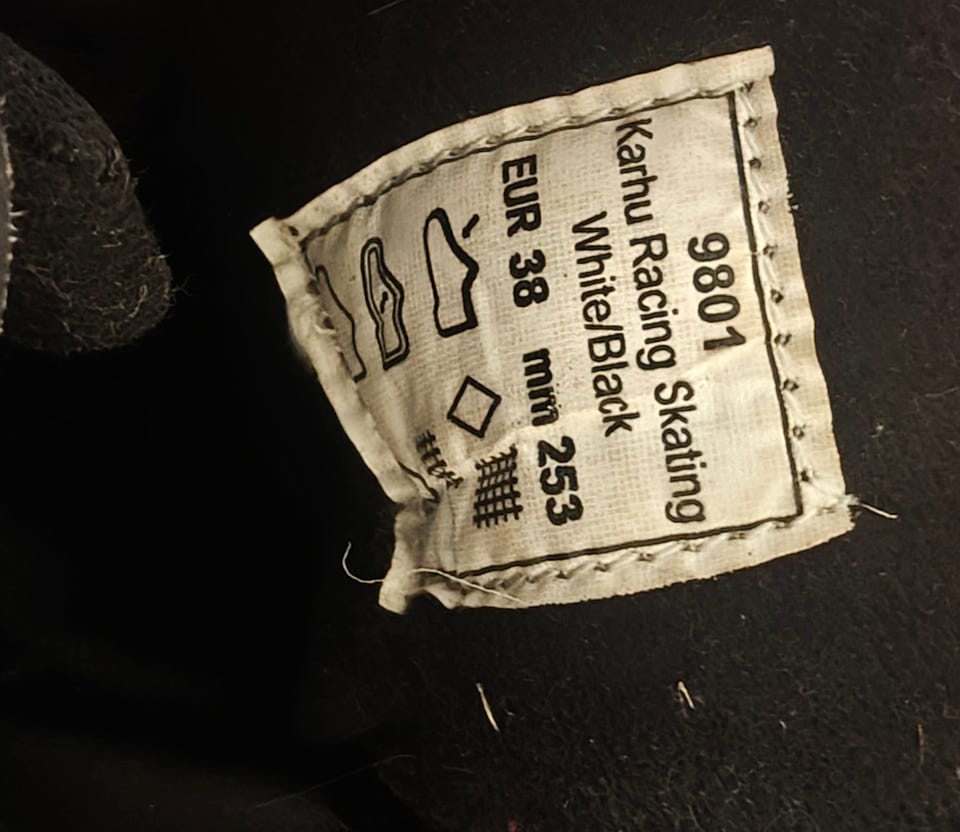 9801
Karhu Racing Skating
White/Black
EUR 38 mm 253